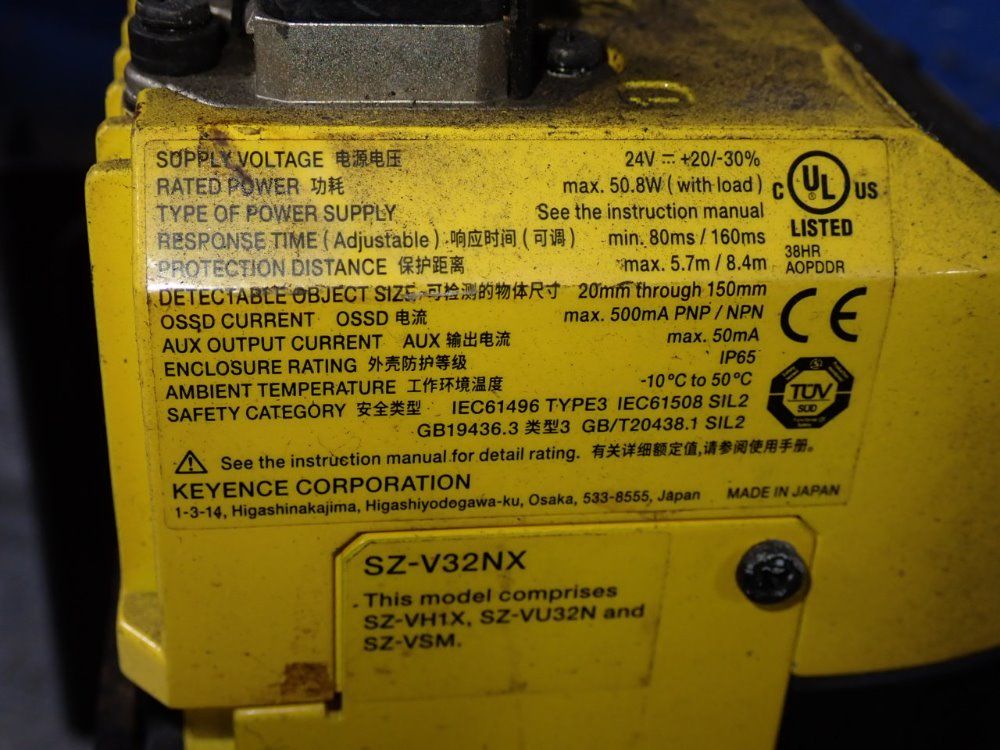 SUPPLY VOLTAGE 电源电压 24V ⎓ +20/-30%
RATED POWER 功耗 max. 50.8W ( with load )
TYPE OF POWER SUPPLY See the instruction manual
RESPONSE TIME ( Adjustable ) 响应时间 ( 可调 ) min. 80ms / 160ms
PROTECTION DISTANCE 保护距离 max. 5.7m / 8.4m
DETECTABLE OBJECT SIZE 可检测的物体尺寸 20mm through 150mm
OSSD CURRENT OSSD 电流 max. 500mA PNP / NPN
AUX OUTPUT CURRENT AUX 输出电流 max. 50mA
ENCLOSURE RATING 外壳防护等级 IP65
AMBIENT TEMPERATURE 工作环境温度 -10°C to 50°C
SAFETY CATEGORY 安全类型 IEC61496 TYPE3 IEC61508 SIL2
GB19436.3 类型3 GB/T20438.1 SIL2
See the instruction manual for detail rating. 有关详细额定值,请参阅使用手册。
KEYENCE CORPORATION
1-3-14, Higashinakajima, Higashiyodogawa-ku, Osaka, 533-8555, Japan MADE IN JAPAN
C UL US
LISTED
38HR
AOPDDR
CE
TÜV
SÜD
SZ-V32NX
This model comprises
SZ-VH1X, SZ-VU32N and
SZ-VSM.